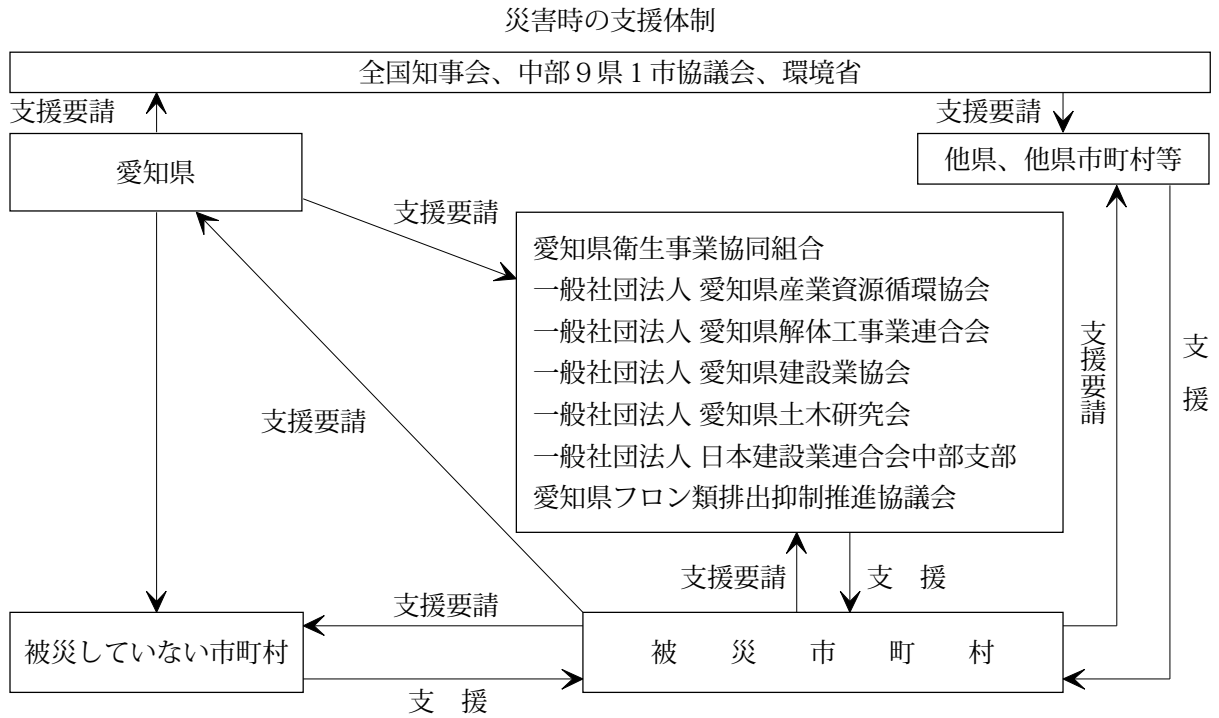 災害時の支援体制
全国知事会、中部９県１市協議会、環境省
支援要請
支援要請
愛知県
他県、他県市町村等
支援要請
愛知県衛生事業協同組合
一般社団法人 愛知県産業資源循環協会
一般社団法人 愛知県解体工事業連合会
一般社団法人 愛知県建設業協会
一般社団法人 愛知県土木研究会
一般社団法人 日本建設業連合会中部支部
愛知県フロン類排出抑制推進協議会
支援要請
支援要請
支　援
支援要請
支　援
支援要請
被災していない市町村
被　災　市　町　村
支　援